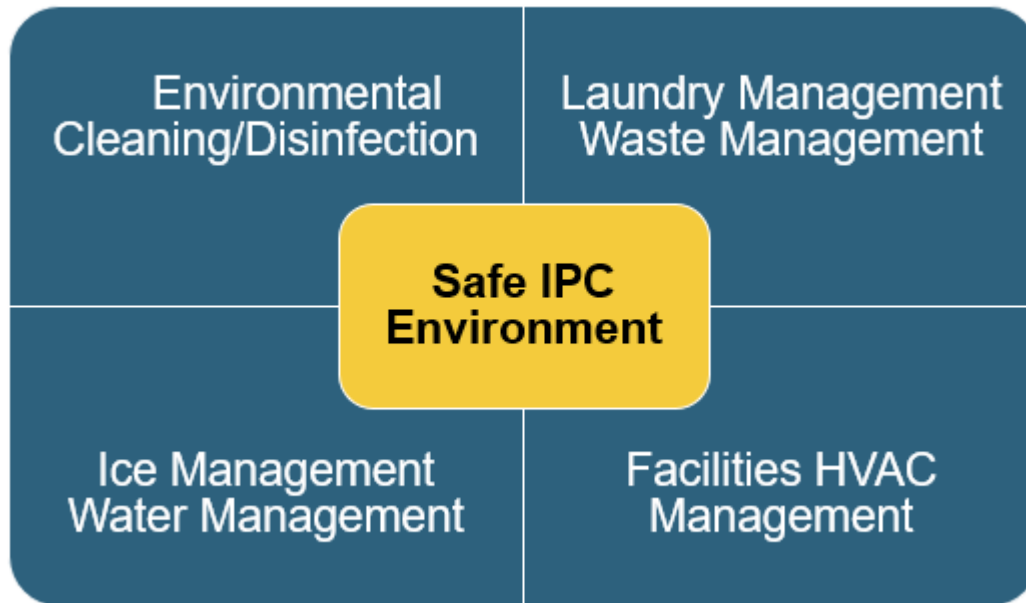 Environmental
Cleaning/Disinfection
Laundry Management
Waste Management
Safe IPC
Environment
Ice Management
Water Management
Facilities HVAC
Management